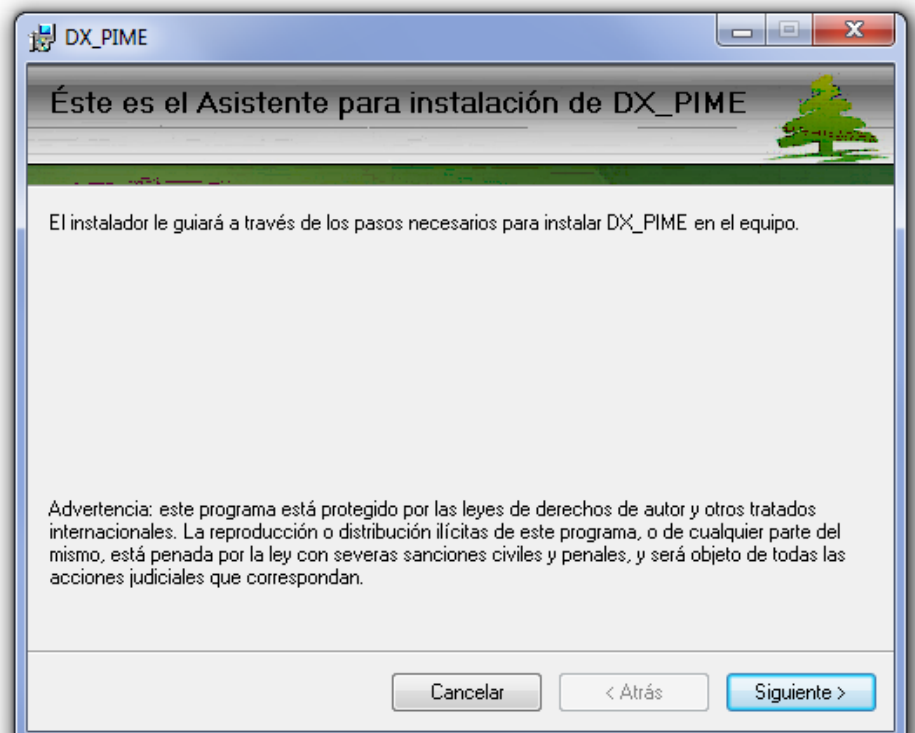 DX_PIME
Éste es el Asistente para instalación de DX_PIME
El instalador le guiará a través de los pasos necesarios para instalar DX_PIME en el equipo.
Advertencia: este programa está protegido por las leyes de derechos de autor y otros tratados
internacionales. La reproducción o distribución ilícitas de este programa, o de cualquier parte del
mismo, está penada por la ley con severas sanciones civiles y penales, y será objeto de todas las
acciones judiciales que correspondan.
Cancelar < Atrás Siguiente >